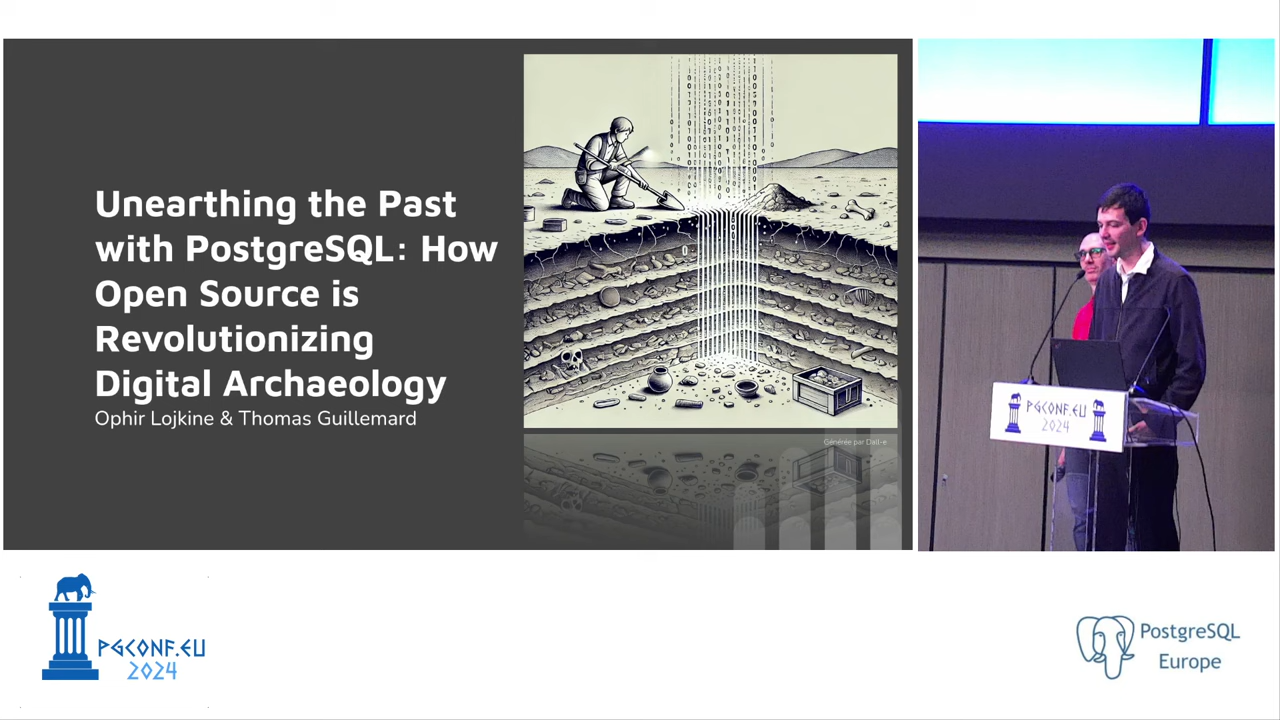 Unearthing the Past
with PostgreSQL: How
Open Source is
Revolutionizing
Digital Archaeology
Ophir Lojkine & Thomas Guillemard
Générée par Dall-e
PGCONF.EU
2024
PGCONF.EU
2024
PostgreSQL
Europe